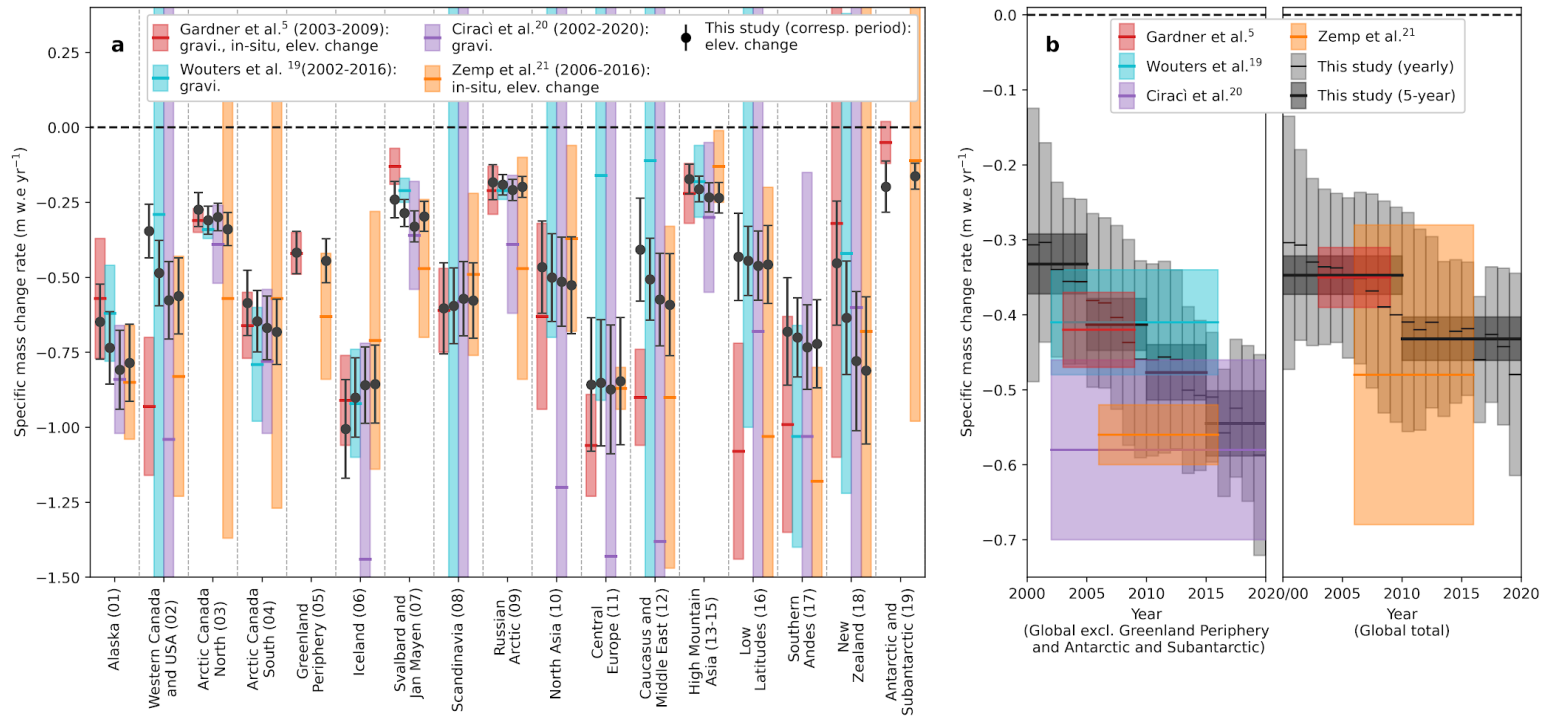 a
Gardner et al.5 (2003-2009):
gravi., in-situ, elev. change
Wouters et al. 19(2002-2016):
gravi.
Ciracì et al.20 (2002-2020):
gravi.
Zemp et al.21 (2006-2016):
in-situ, elev. change
This study (corresp. period):
elev. change
Specific mass change rate (m w.e yr−1)
0.25
0.00
−0.25
−0.50
−0.75
−1.00
−1.25
−1.50
Alaska (01)
Western Canada
and USA (02)
Arctic Canada
North (03)
Arctic Canada
South (04)
Greenland
Periphery (05)
Iceland (06)
Svalbard and
Jan Mayen (07)
Scandinavia (08)
Russian
Arctic (09)
North Asia (10)
Central
Europe (11)
Caucasus and
Middle East (12)
High Mountain
Asia (13-15)
Low
Latitudes (16)
Southern
Andes (17)
New
Zealand (18)
Antarctic and
Subantarctic (19)
b
Gardner et al.5
Wouters et al.19
Ciracì et al.20
Zemp et al.21
This study (yearly)
This study (5-year)
Specific mass change rate (m w.e yr−1)
0.0
−0.1
−0.2
−0.3
−0.4
−0.5
−0.6
−0.7
2000 2005 2010 2015
2005 2010 2015 2020
Year
(Global excl. Greenland Periphery
and Antarctic and Subantarctic)
Year
(Global total)